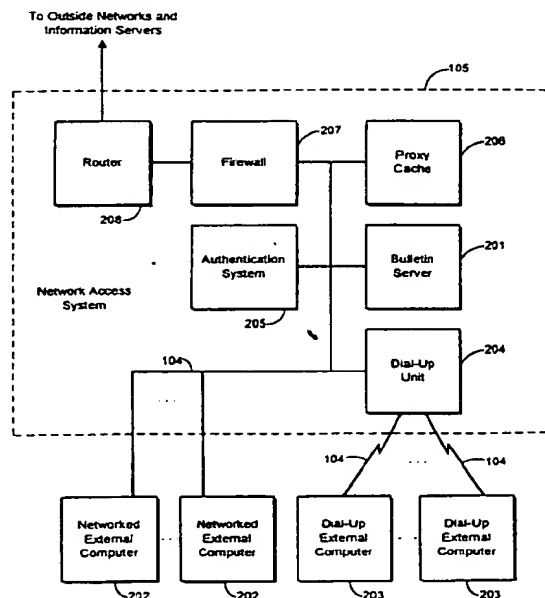 To Outside Networks and
Information Servers
105
207
Router
Firewall
Proxy
Cache
206
208
Authentication
System
Bulletin
Server
201
Network Access
System
205
204
104
Dial-Up
Unit
. . .
104
. . .
104
Networked
External
Computer
. . .
Networked
External
Computer
Dial-Up
External
Computer
. . .
Dial-Up
External
Computer
202
202
203
203